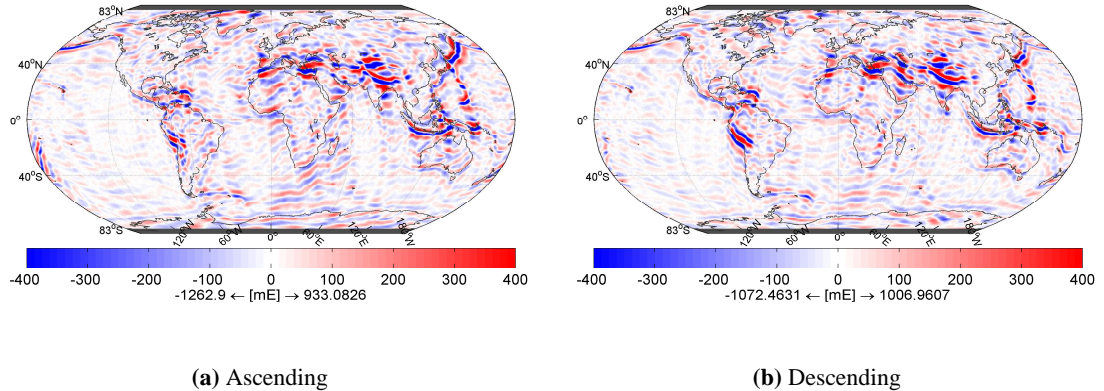 83°N
40°N
0°
40°S
83°S
120°W
60°W
0°
60°E
120°E
180°W
-400 -300 -200 -100 0 100 200 300 400
-1262.9 ← [mE] → 933.0826
(a) Ascending
83°N
40°N
0°
40°S
83°S
120°W
60°W
0°
60°E
120°E
180°W
-400 -300 -200 -100 0 100 200 300 400
-1072.4631 ← [mE] → 1006.9607
(b) Descending